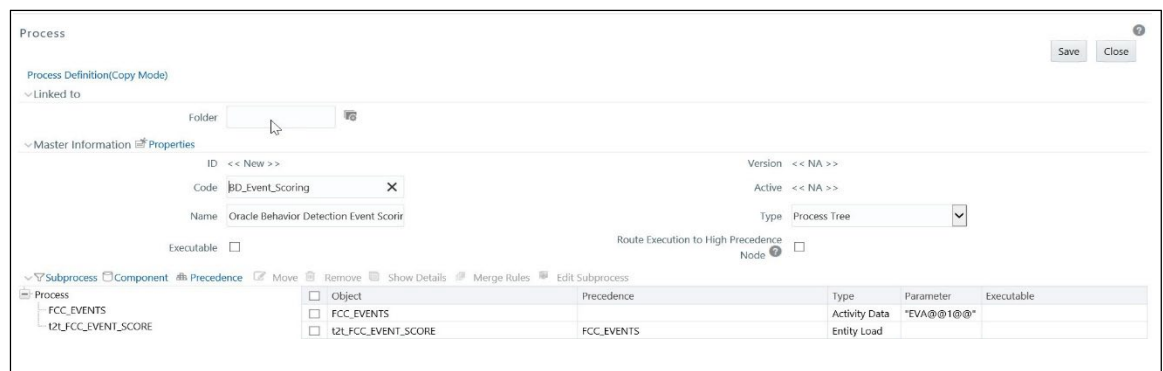 Process
Save Close
Process Definition(Copy Mode)
Linked to
Folder
Master Information Properties
ID << New >> Version << NA >>
Code BD_Event_Scoring Active << NA >>
Name Oracle Behavior Detection Event Scorin Type Process Tree
Executable Route Execution to High Precedence
Node
Subprocess Component Precedence Move Remove Show Details Merge Rules Edit Subprocess
Process Object Precedence Type Parameter Executable
FCC_EVENTS FCC_EVENTS Activity Data "EVA@@1@@"
t2t_FCC_EVENT_SCORE t2t_FCC_EVENT_SCORE FCC_EVENTS Entity Load